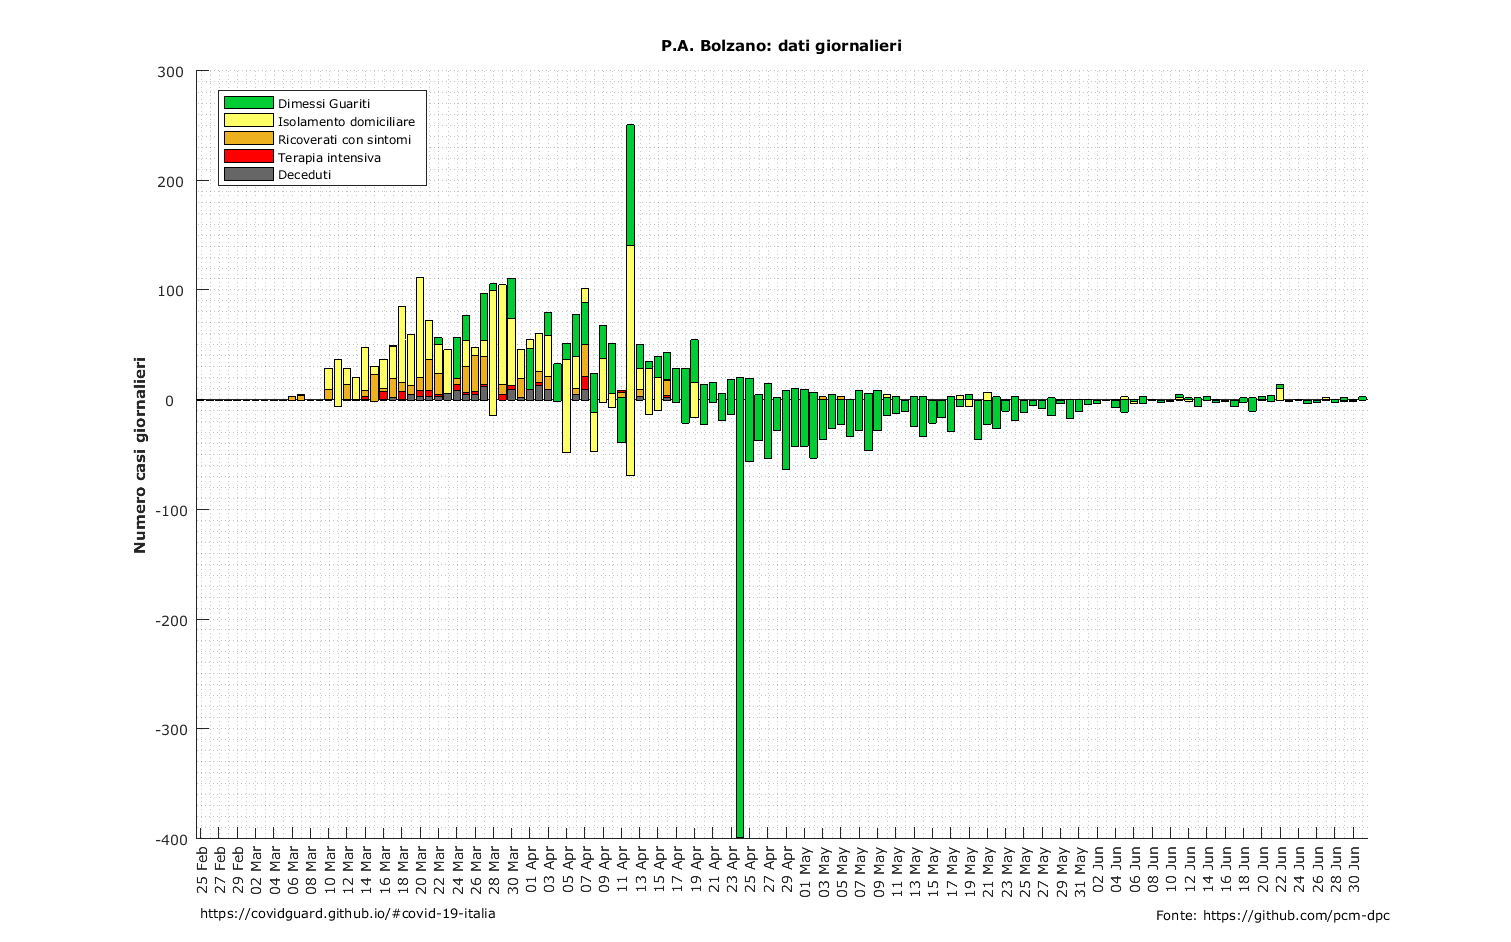 P.A. Bolzano: dati giornalieri
300
200
100
0
-100
-200
-300
-400
Numero casi giornalieri
Dimessi Guariti
Isolamento domiciliare
Ricoverati con sintomi
Terapia intensiva
Deceduti
25 Feb
27 Feb
29 Feb
02 Mar
04 Mar
06 Mar
08 Mar
10 Mar
12 Mar
14 Mar
16 Mar
18 Mar
20 Mar
22 Mar
24 Mar
26 Mar
28 Mar
30 Mar
01 Apr
03 Apr
05 Apr
07 Apr
09 Apr
11 Apr
13 Apr
15 Apr
17 Apr
19 Apr
21 Apr
23 Apr
25 Apr
27 Apr
29 Apr
01 May
03 May
05 May
07 May
09 May
11 May
13 May
15 May
17 May
19 May
21 May
23 May
25 May
27 May
29 May
31 May
02 Jun
04 Jun
06 Jun
08 Jun
10 Jun
12 Jun
14 Jun
16 Jun
18 Jun
20 Jun
22 Jun
24 Jun
26 Jun
28 Jun
30 Jun
https://covidguard.github.io/#covid-19-italia
Fonte: https://github.com/pcm-dpc